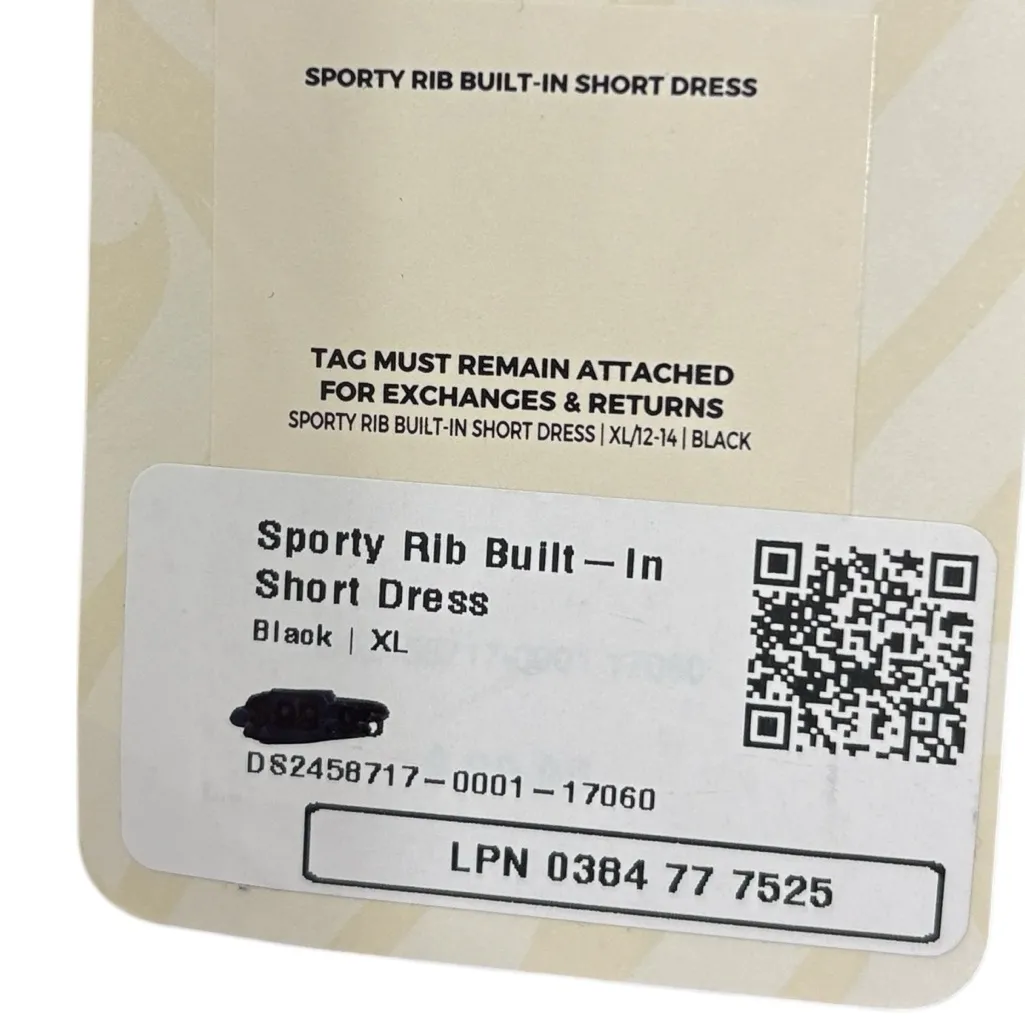 SPORTY RIB BUILT-IN SHORT DRESS
TAG MUST REMAIN ATTACHED
FOR EXCHANGES & RETURNS
SPORTY RIB BUILT-IN SHORT DRESS | XL/12-14 | BLACK
Sporty Rib Built-In
Short Dress
Black | XL
DS2458717-0001-17060
LPN 0384 77 7525